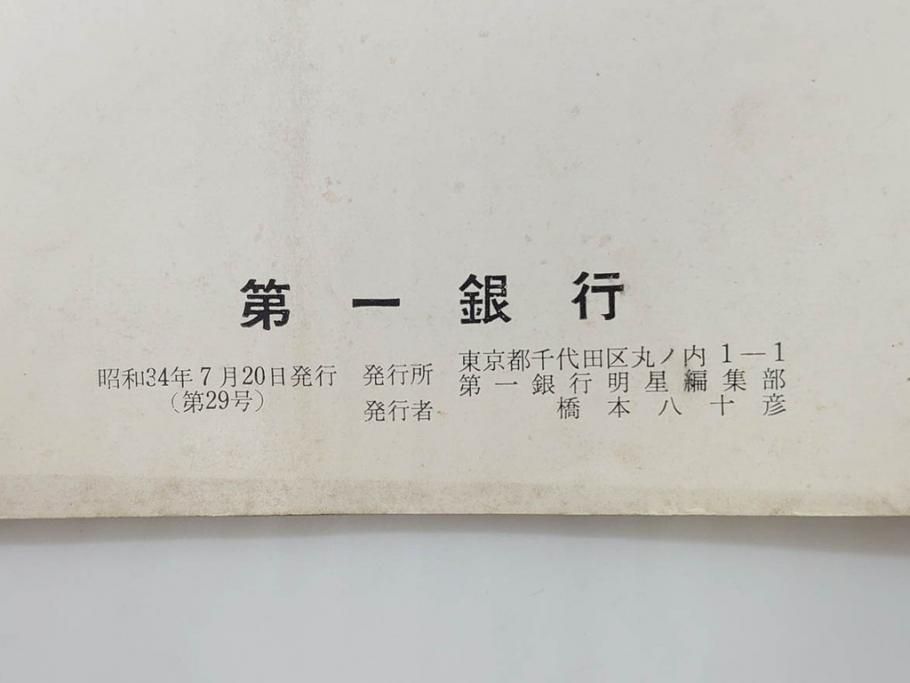 第一銀行
昭和34年7月20日発行
（第29号）
発行所 東京都千代田区丸ノ内1―1
第一銀行明星編集部
発行者 橋本八十彦